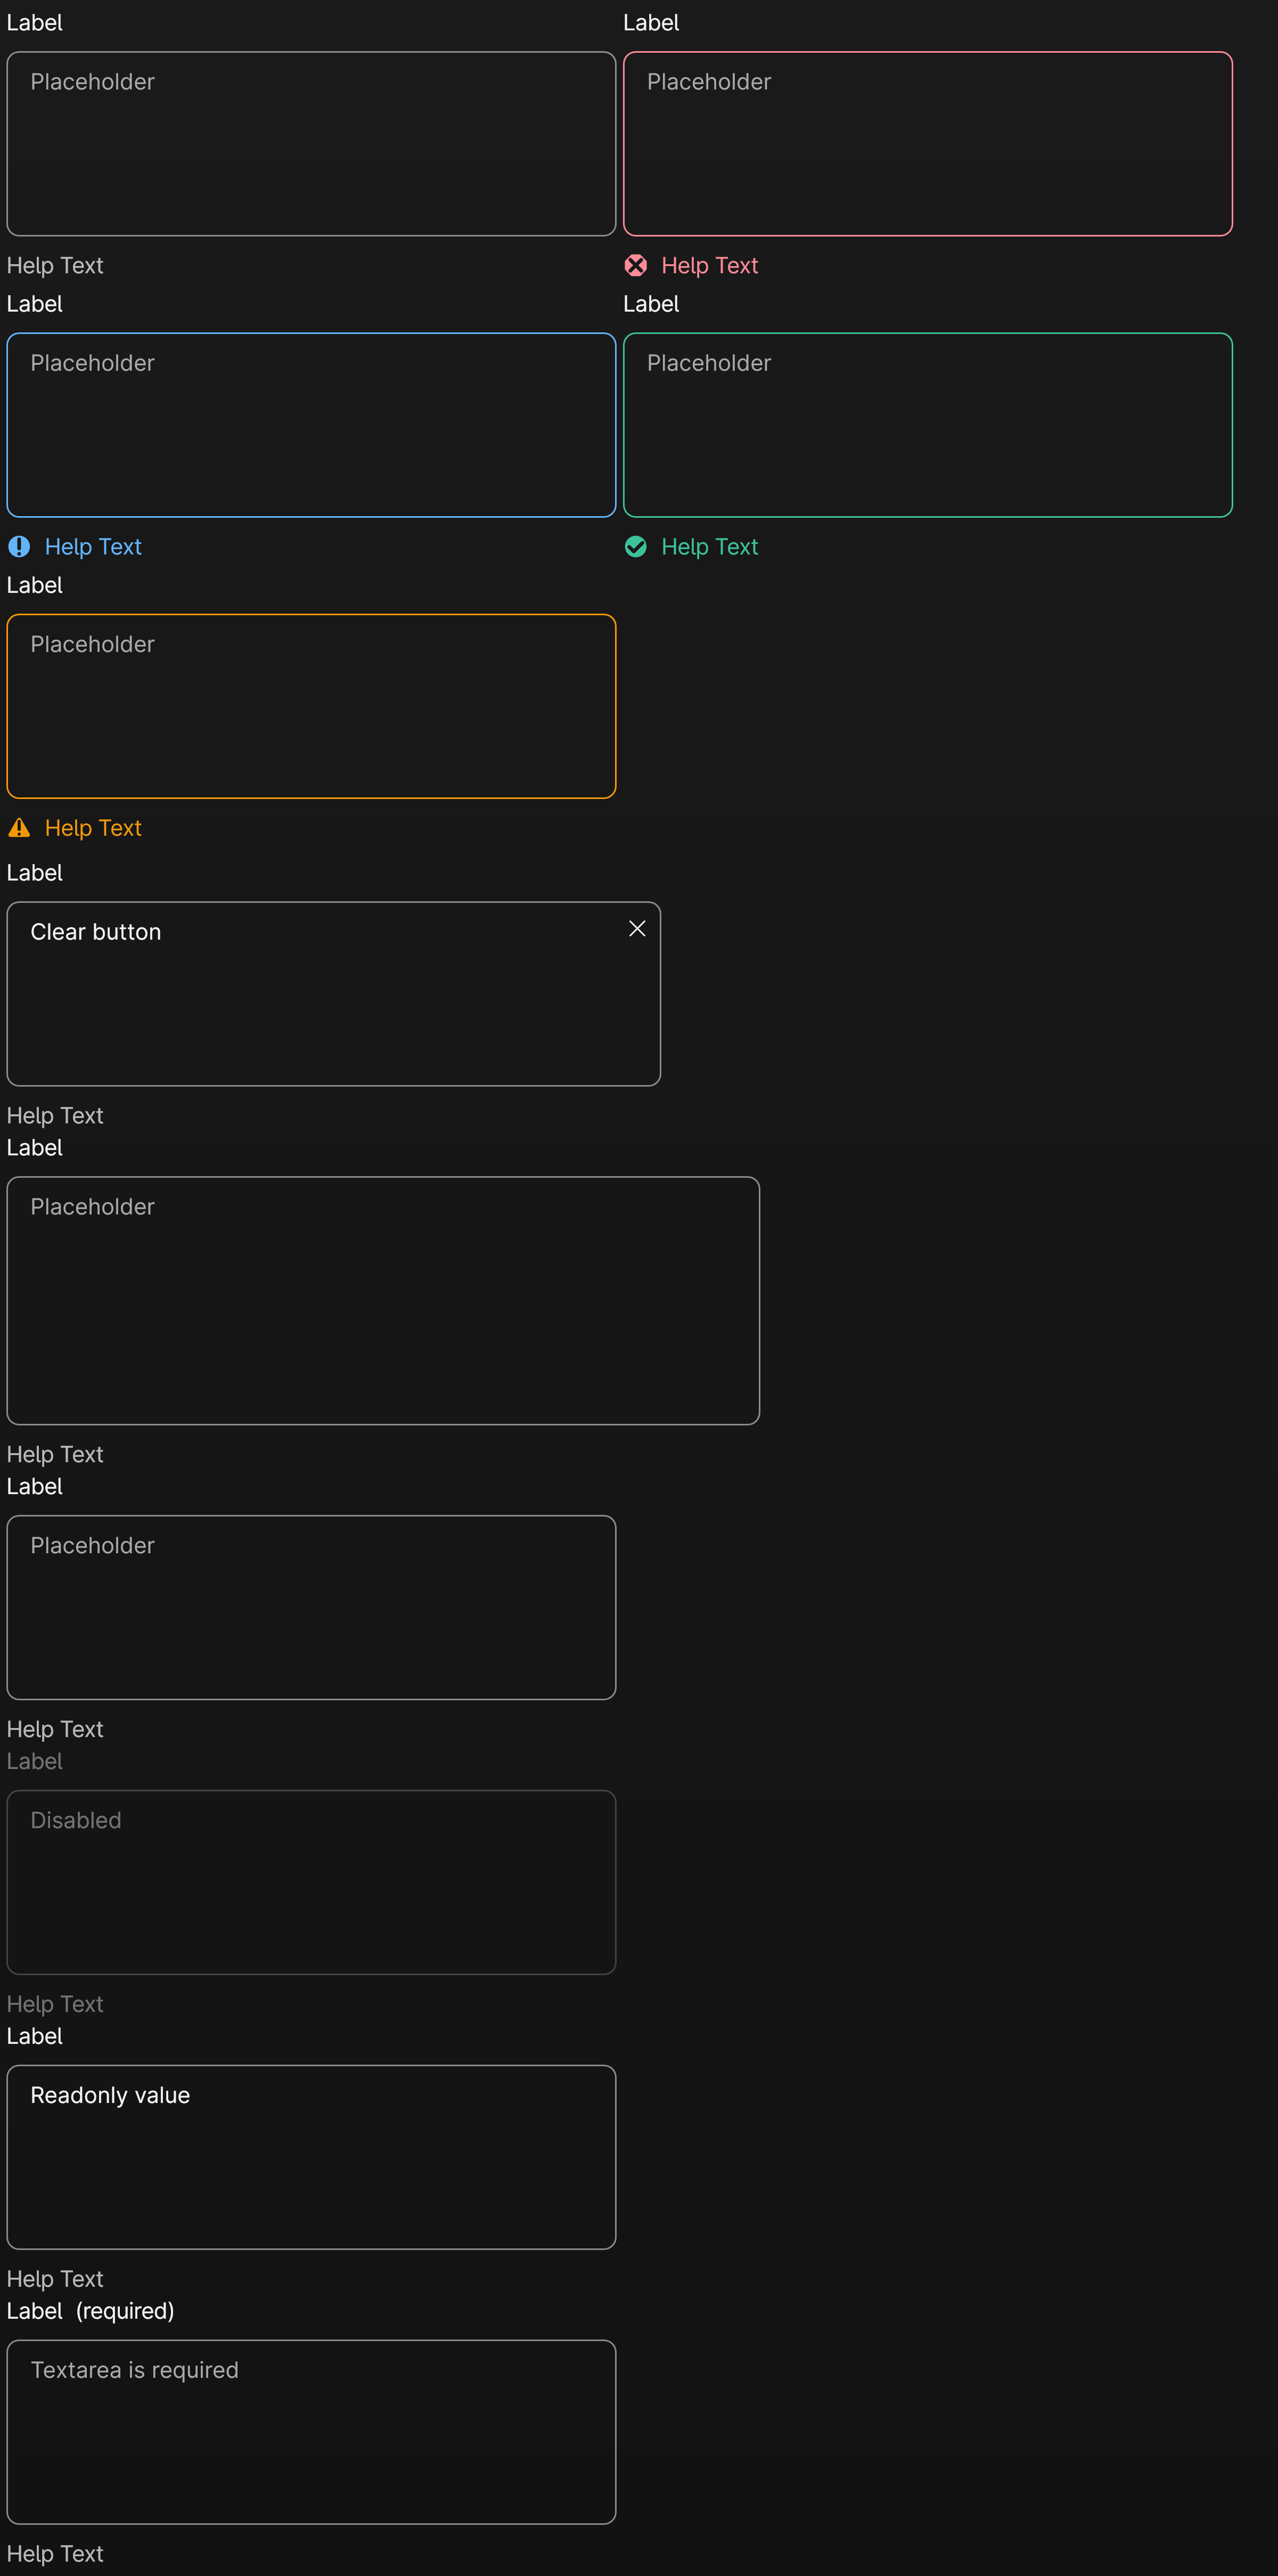 Label
Placeholder
Help Text
Label
Placeholder
Help Text
Label
Placeholder
Help Text
Label
Placeholder
Help Text
Label
Placeholder
Help Text
Label
Clear button
Help Text
Label
Placeholder
Help Text
Label
Placeholder
Help Text
Label
Disabled
Help Text
Label
Readonly value
Help Text
Label (required)
Textarea is required
Help Text